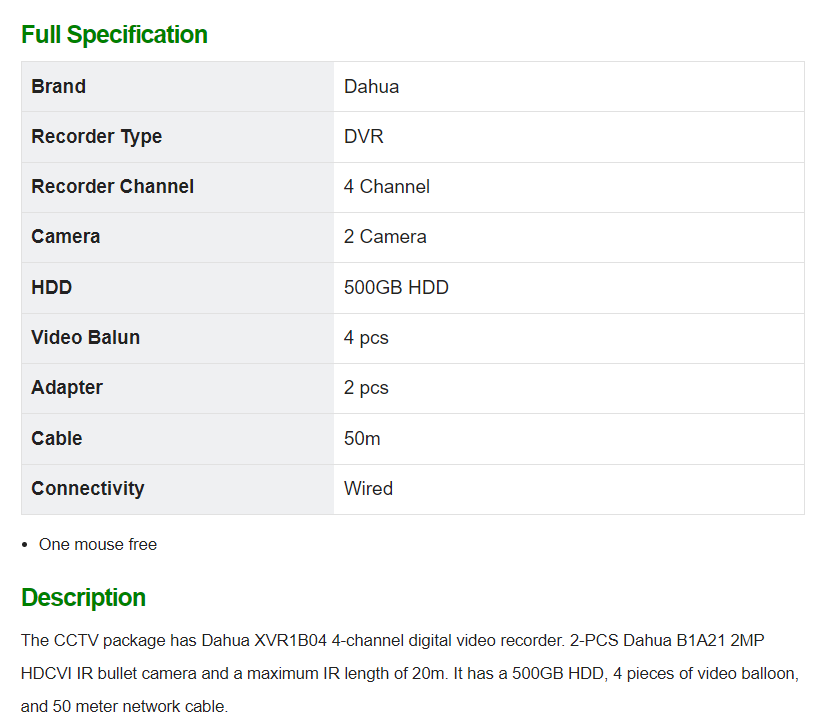 Full Specification
Brand Dahua
Recorder Type DVR
Recorder Channel 4 Channel
Camera 2 Camera
HDD 500GB HDD
Video Balun 4 pcs
Adapter 2 pcs
Cable 50m
Connectivity Wired
• One mouse free
Description
The CCTV package has Dahua XVR1B04 4-channel digital video recorder. 2-PCS Dahua B1A21 2MP
HDCVI IR bullet camera and a maximum IR length of 20m. It has a 500GB HDD, 4 pieces of video balloon,
and 50 meter network cable.